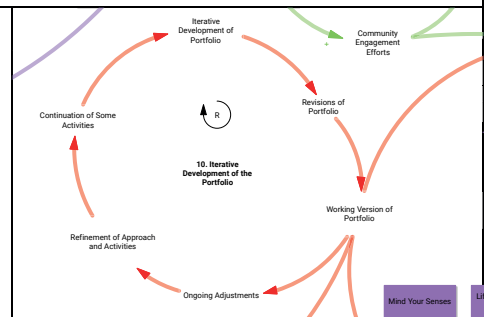 Iterative
Development of
Portfolio
Community
Engagement
Efforts
Revisions of
Portfolio
Continuation of Some
Activities
R
10. Iterative
Development of the
Portfolio
Working Version of
Portfolio
Refinement of Approach
and Activities
Ongoing Adjustments
Mind Your Senses